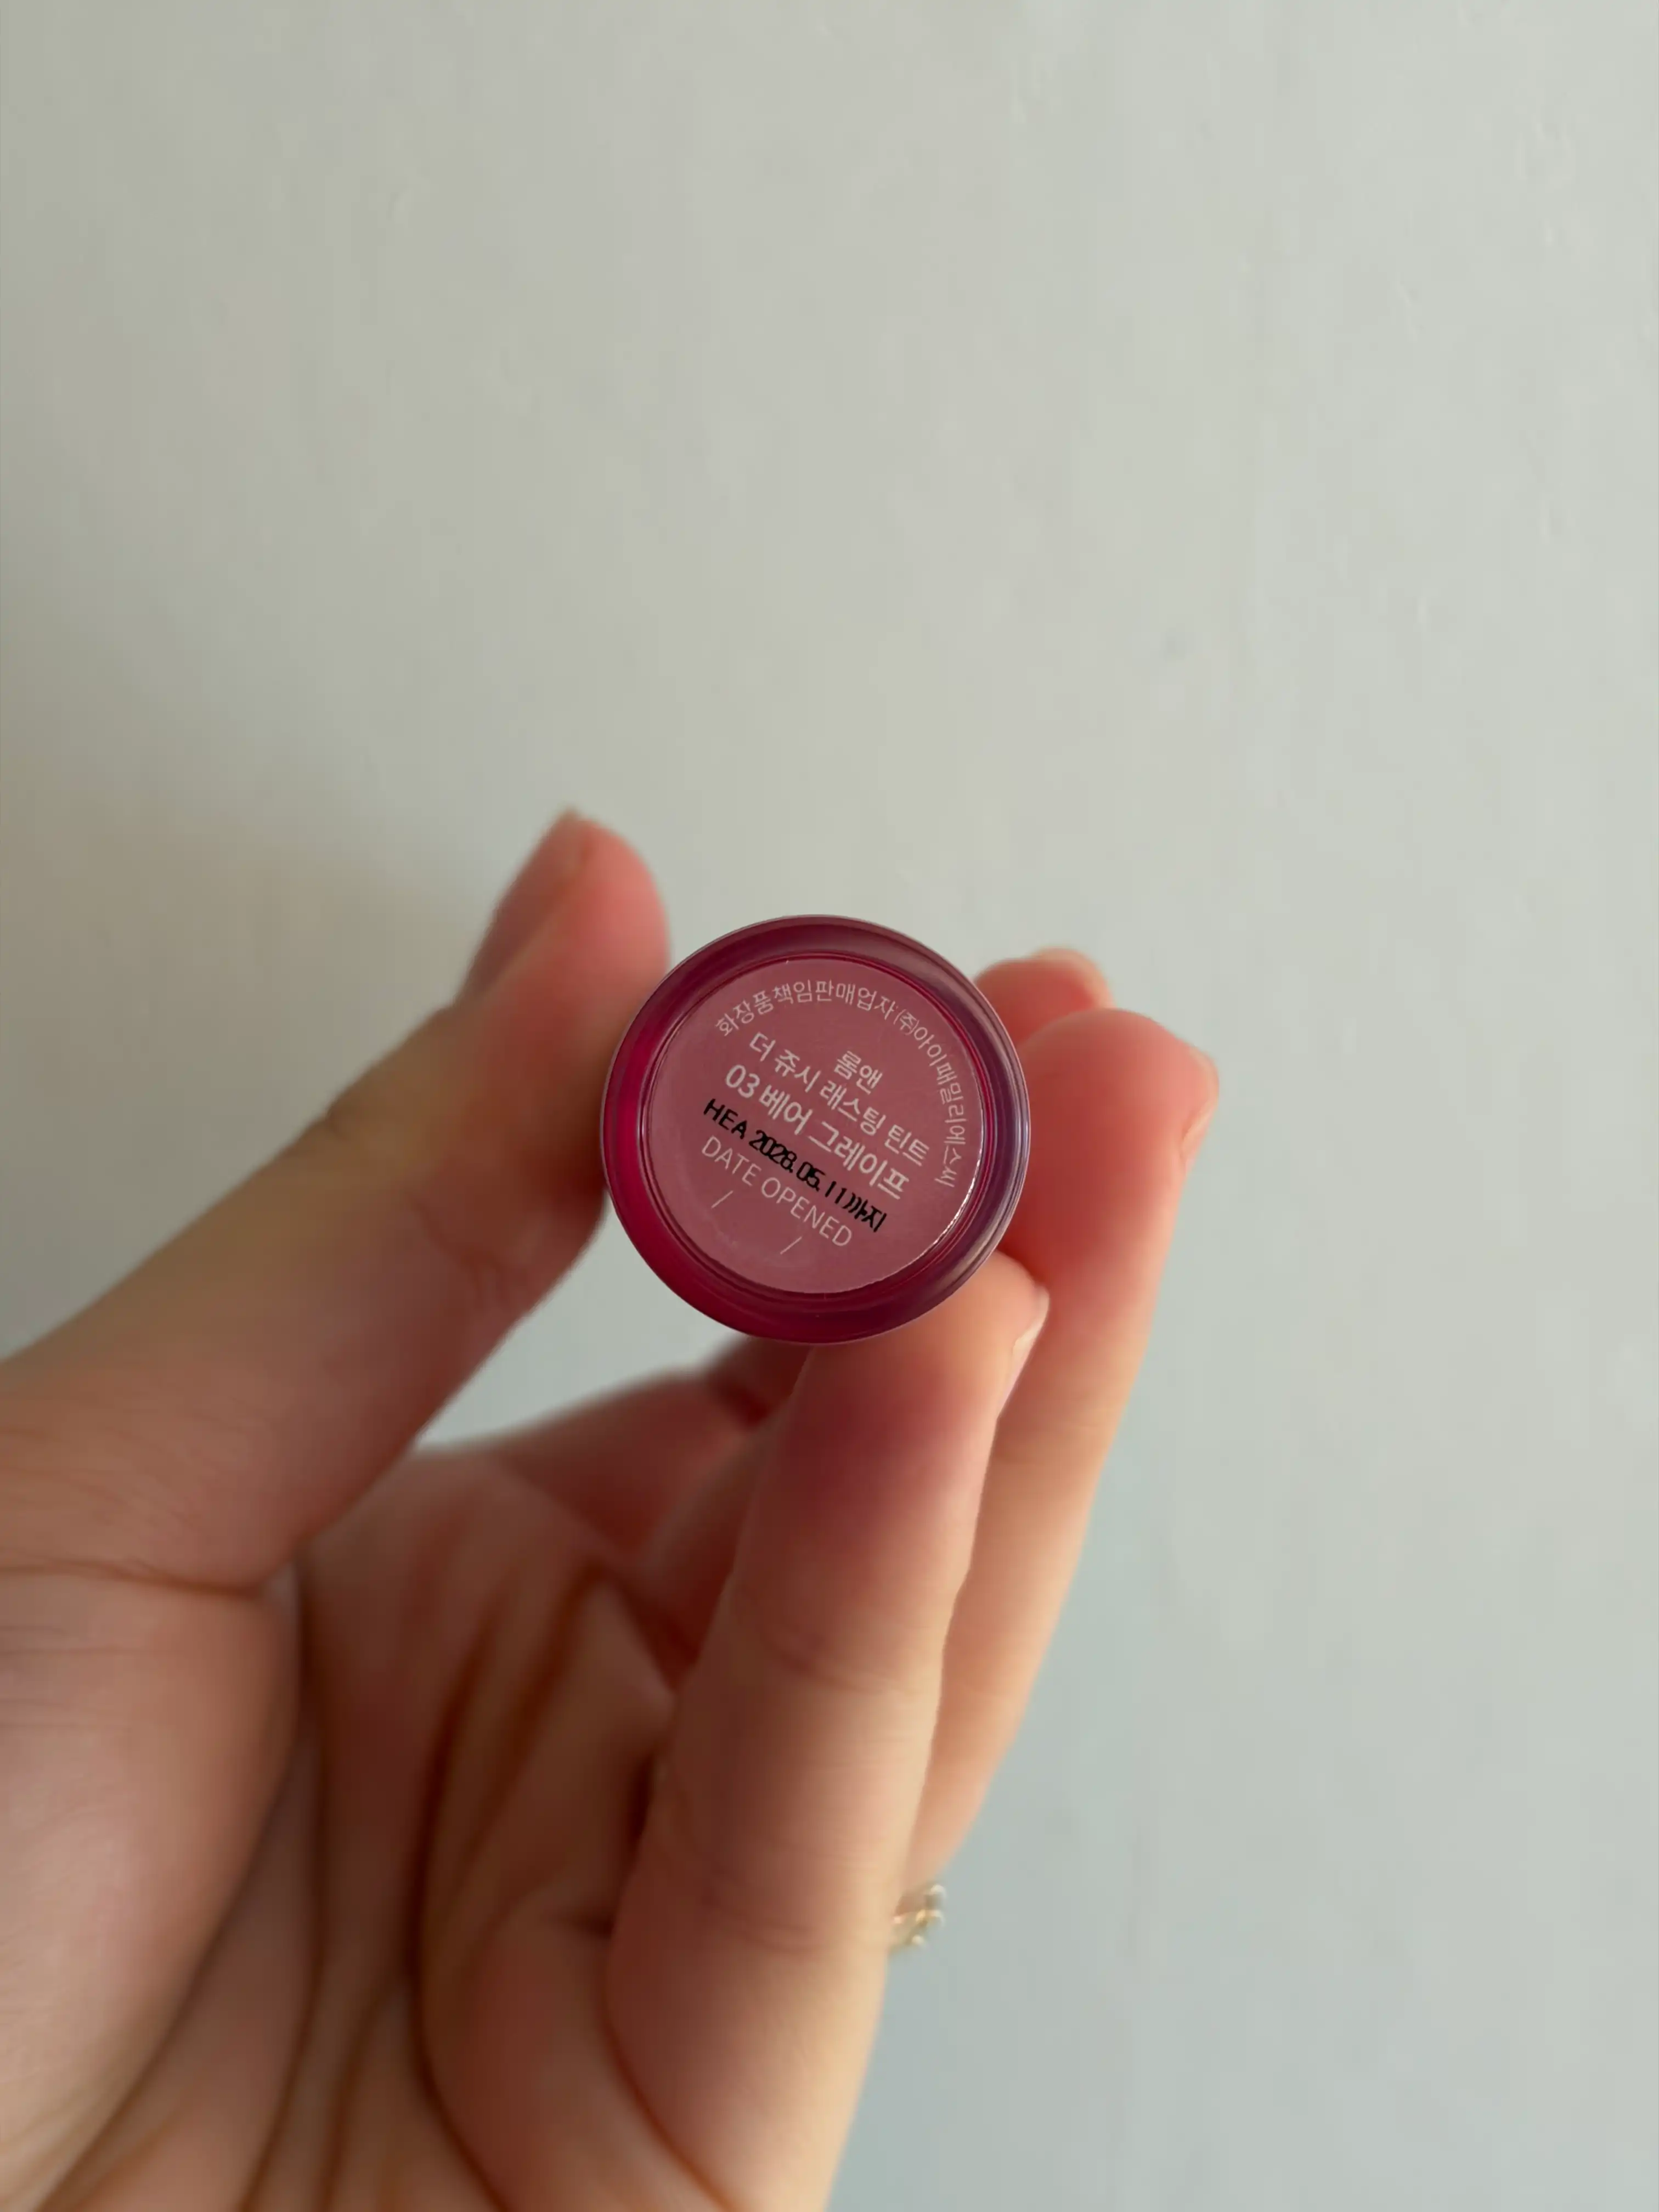 화장품책임판매업자 ㈜아이패밀리에스씨
롬앤
더 쥬시 래스팅 틴트
03 베어 그레이프
HEA 2028.05.11까지
DATE OPENED
/ /